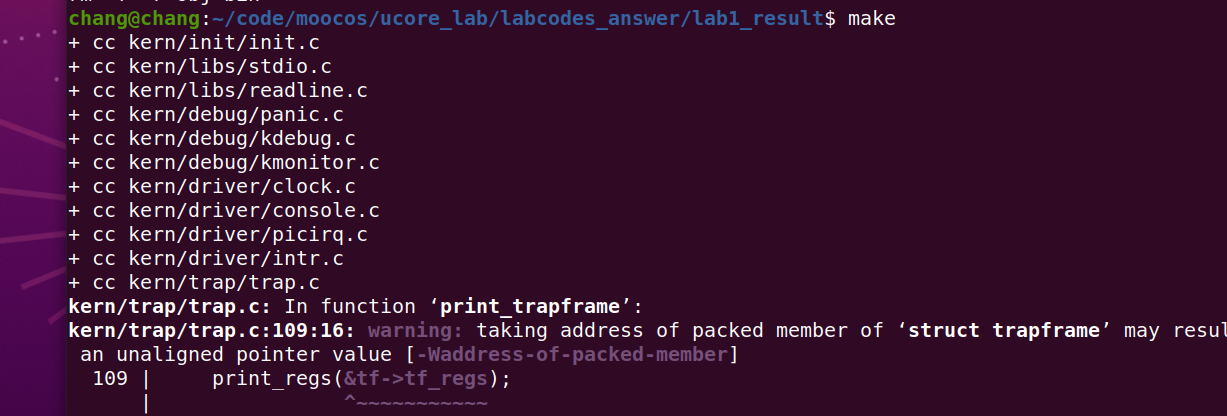 chang@chang:~/code/moocos/ucore_lab/labcodes_answer/lab1_result$ make
+ cc kern/init/init.c
+ cc kern/libs/stdio.c
+ cc kern/libs/readline.c
+ cc kern/debug/panic.c
+ cc kern/debug/kdebug.c
+ cc kern/debug/kmonitor.c
+ cc kern/driver/clock.c
+ cc kern/driver/console.c
+ cc kern/driver/picirq.c
+ cc kern/driver/intr.c
+ cc kern/trap/trap.c
kern/trap/trap.c: In function ‘print_trapframe’:
kern/trap/trap.c:109:16: warning: taking address of packed member of ‘struct trapframe’ may resul
an unaligned pointer value [-Waddress-of-packed-member]
109 |     print_regs(&tf->tf_regs);
|                ^~~~~~~~~~~~